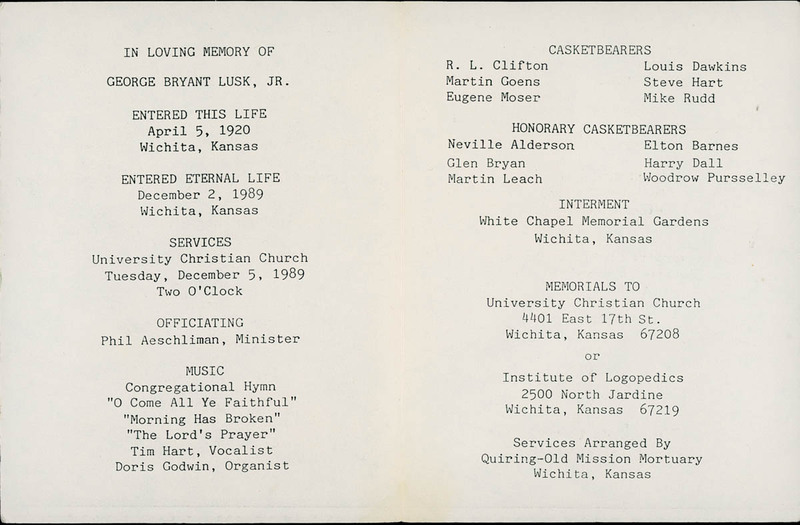 IN LOVING MEMORY OF
GEORGE BRYANT LUSK, JR.
ENTERED THIS LIFE
April 5, 1920
Wichita, Kansas
ENTERED ETERNAL LIFE
December 2, 1989
Wichita, Kansas
SERVICES
University Christian Church
Tuesday, December 5, 1989
Two O'Clock
OFFICIATING
Phil Aeschliman, Minister
MUSIC
Congregational Hymn
"O Come All Ye Faithful"
"Morning Has Broken"
"The Lord's Prayer"
Tim Hart, Vocalist
Doris Godwin, Organist
CASKETBEARERS
R. L. Clifton Louis Dawkins
Martin Goens Steve Hart
Eugene Moser Mike Rudd
HONORARY CASKETBEARERS
Neville Alderson Elton Barnes
Glen Bryan Harry Dall
Martin Leach Woodrow Pursselley
INTERMENT
White Chapel Memorial Gardens
Wichita, Kansas
MEMORIALS TO
University Christian Church
4401 East 17th St.
Wichita, Kansas 67208
or
Institute of Logopedics
2500 North Jardine
Wichita, Kansas 67219
Services Arranged By
Quiring-Old Mission Mortuary
Wichita, Kansas